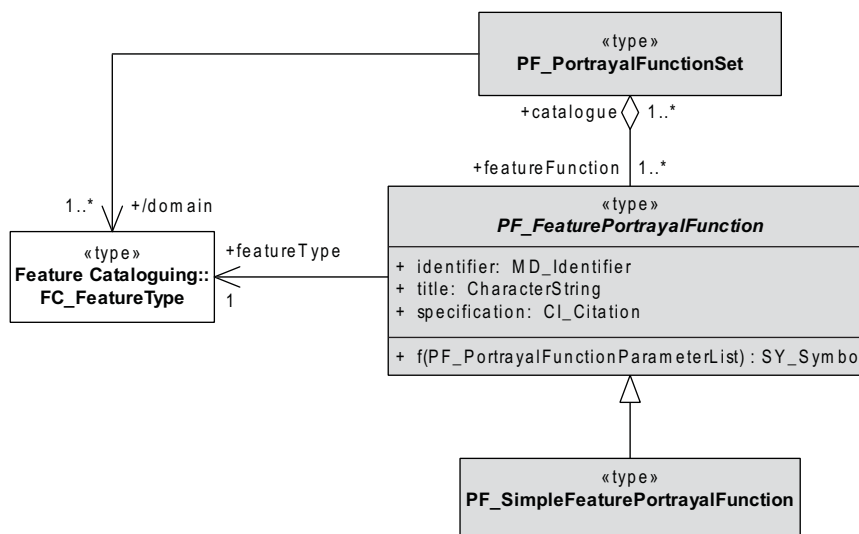 «type»
PF_PortrayalFunctionSet
+catalogue 1..*
+featureFunction 1..*
1..* +/domain
«type»
PF_FeaturePortrayalFunction
+ identifier: MD_Identifier
+ title: CharacterString
+ specification: CI_Citation
+ f(PF_PortrayalFunctionParameterList) : SY_Symbo
«type»
Feature Cataloguing::
FC_FeatureType
+featureType
1
«type»
PF_SimpleFeaturePortrayalFunction